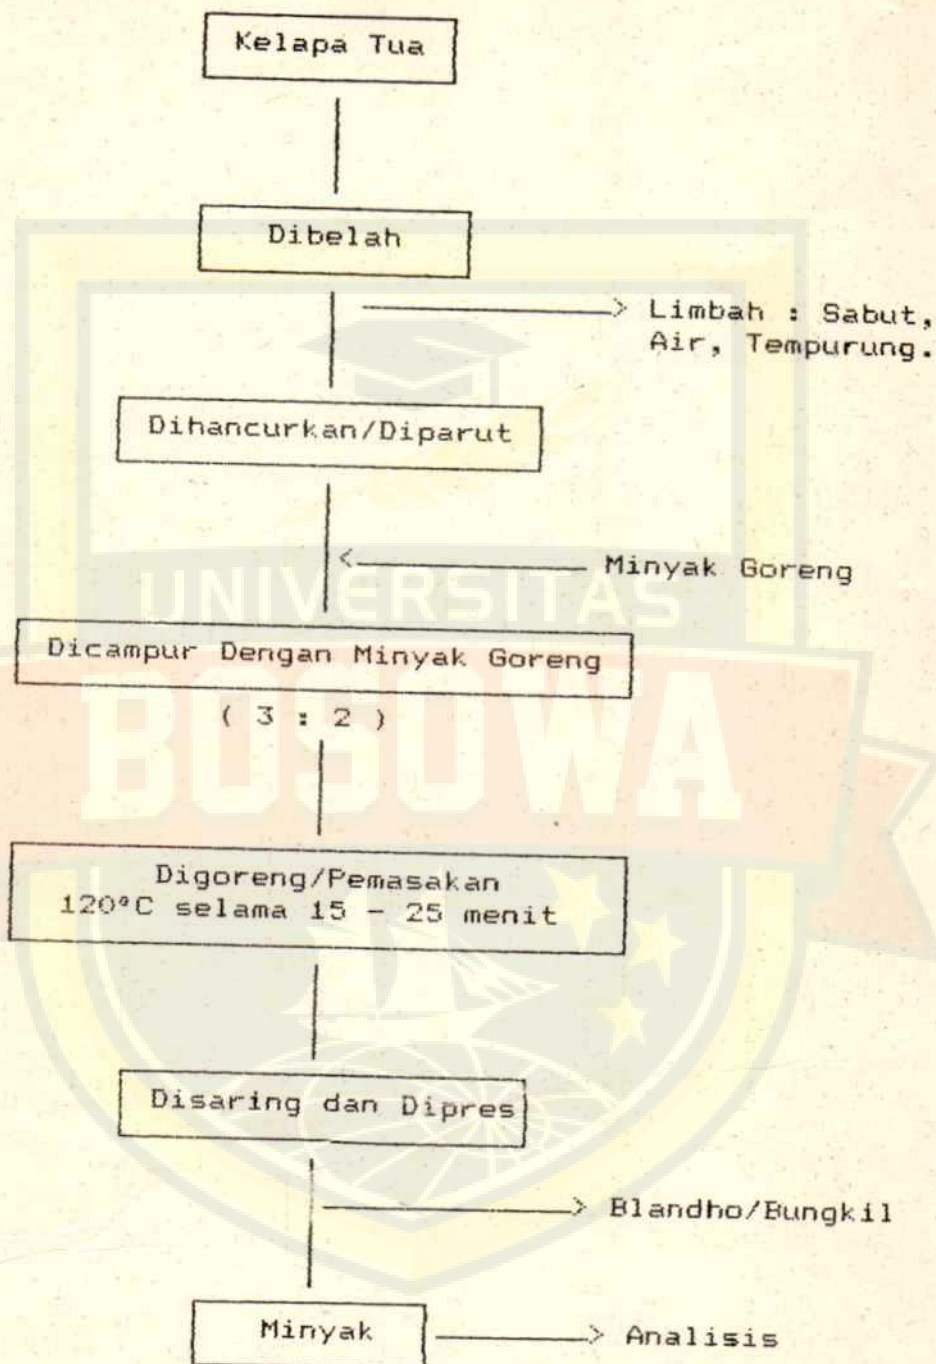 Kelapa Tua
Dibelah
Limbah : Sabut,
Air, Tempurung.
Dihancurkan/Diparut
Minyak Goreng
UNIVERSITAS
Dicampur Dengan Minyak Goreng
( 3 : 2 )
BOSOWA
Digoreng/Pemasakan
120°C selama 15 - 25 menit
Disaring dan Dipres
Blandho/Bungkil
Minyak
Analisis